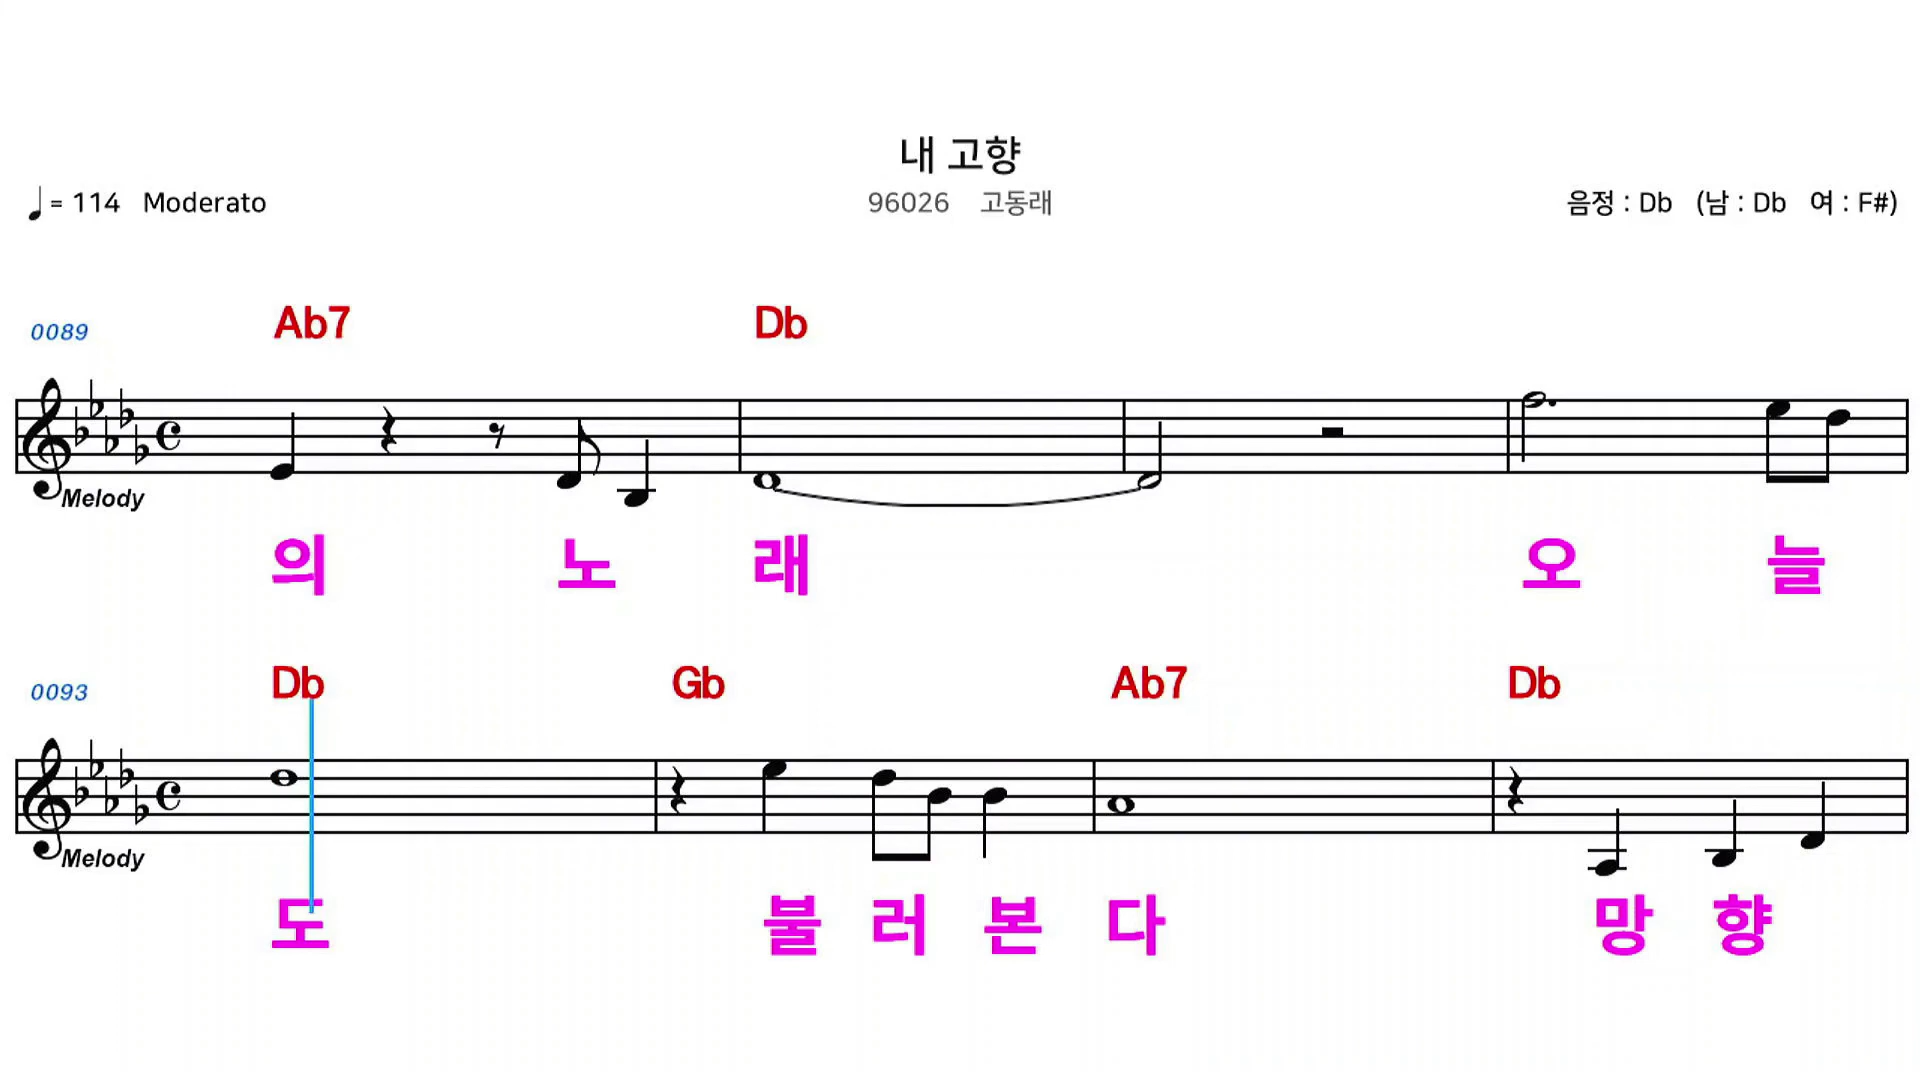 내 고향
♩= 114 Moderato 96026 고동래 음정 : Db (남 : Db 여 : F#)
0089 Ab7 Db
Melody
의 노 래 오 늘
0093 Db Gb Ab7 Db
Melody
도 불 러 본 다 망 향